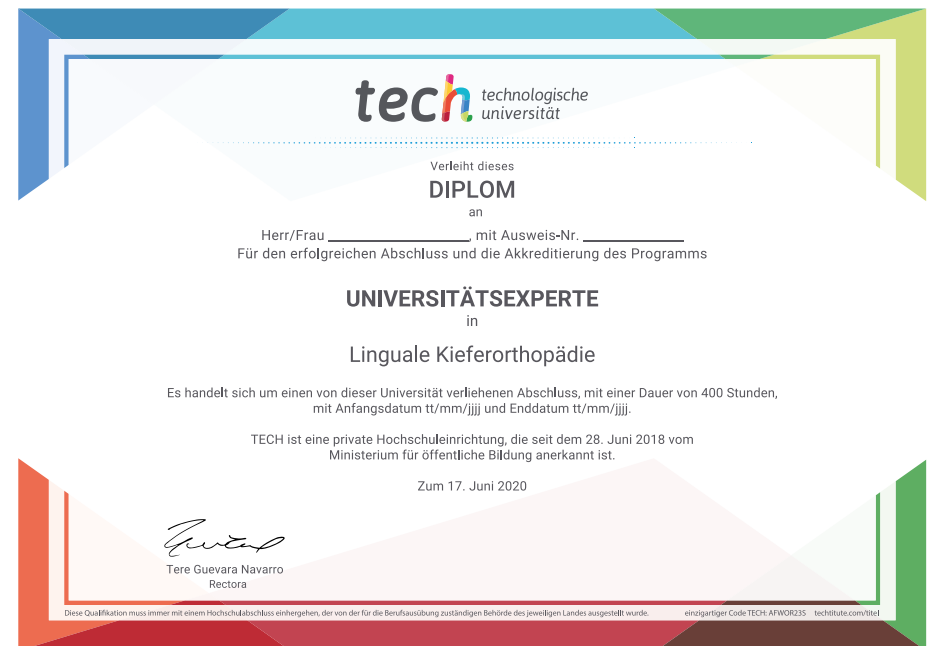 tech technologische
universität
Verleiht dieses
DIPLOM
an
Herr/Frau ____________________, mit Ausweis-Nr. ______________
Für den erfolgreichen Abschluss und die Akkreditierung des Programms
UNIVERSITÄTSEXPERTE
in
Linguale Kieferorthopädie
Es handelt sich um einen von dieser Universität verliehenen Abschluss, mit einer Dauer von 400 Stunden,
mit Anfangsdatum tt/mm/jjjj und Enddatum tt/mm/jjjj.
TECH ist eine private Hochschuleinrichtung, die seit dem 28. Juni 2018 vom
Ministerium für öffentliche Bildung anerkannt ist.
Zum 17. Juni 2020
Tere Guevara Navarro
Rectora
Diese Qualifikation muss immer mit einem Hochschulabschluss einhergehen, der von der für die Berufsausübung zuständigen Behörde des jeweiligen Landes ausgestellt wurde. einzigartiger Code TECH: AFWOR23S techtitute.com/titel